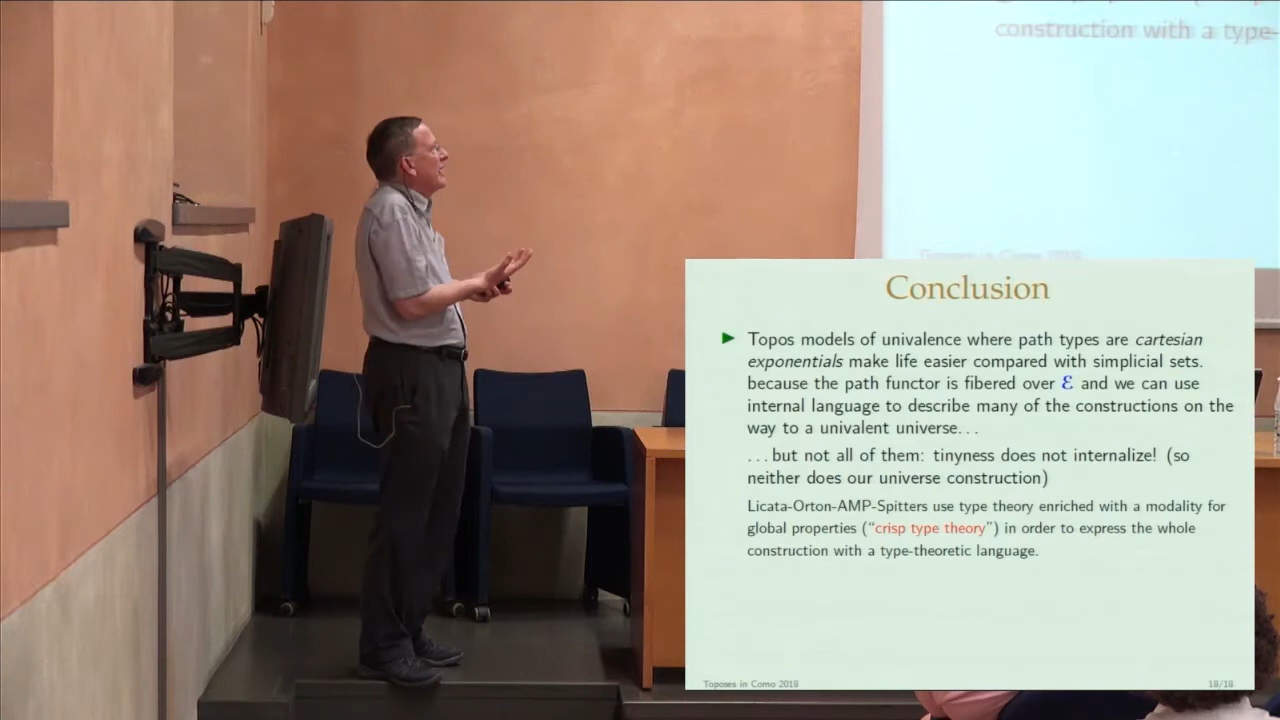 construction with a type-
Toposes in Como 2018
Conclusion
► Topos models of univalence where path types are cartesian
exponentials make life easier compared with simplicial sets.
because the path functor is fibered over ℰ and we can use
internal language to describe many of the constructions on the
way to a univalent universe...
...but not all of them: tinyness does not internalize! (so
neither does our universe construction)
Licata-Orton-AMP-Spitters use type theory enriched with a modality for
global properties (“crisp type theory”) in order to express the whole
construction with a type-theoretic language.
Toposes in Como 2018
18/18